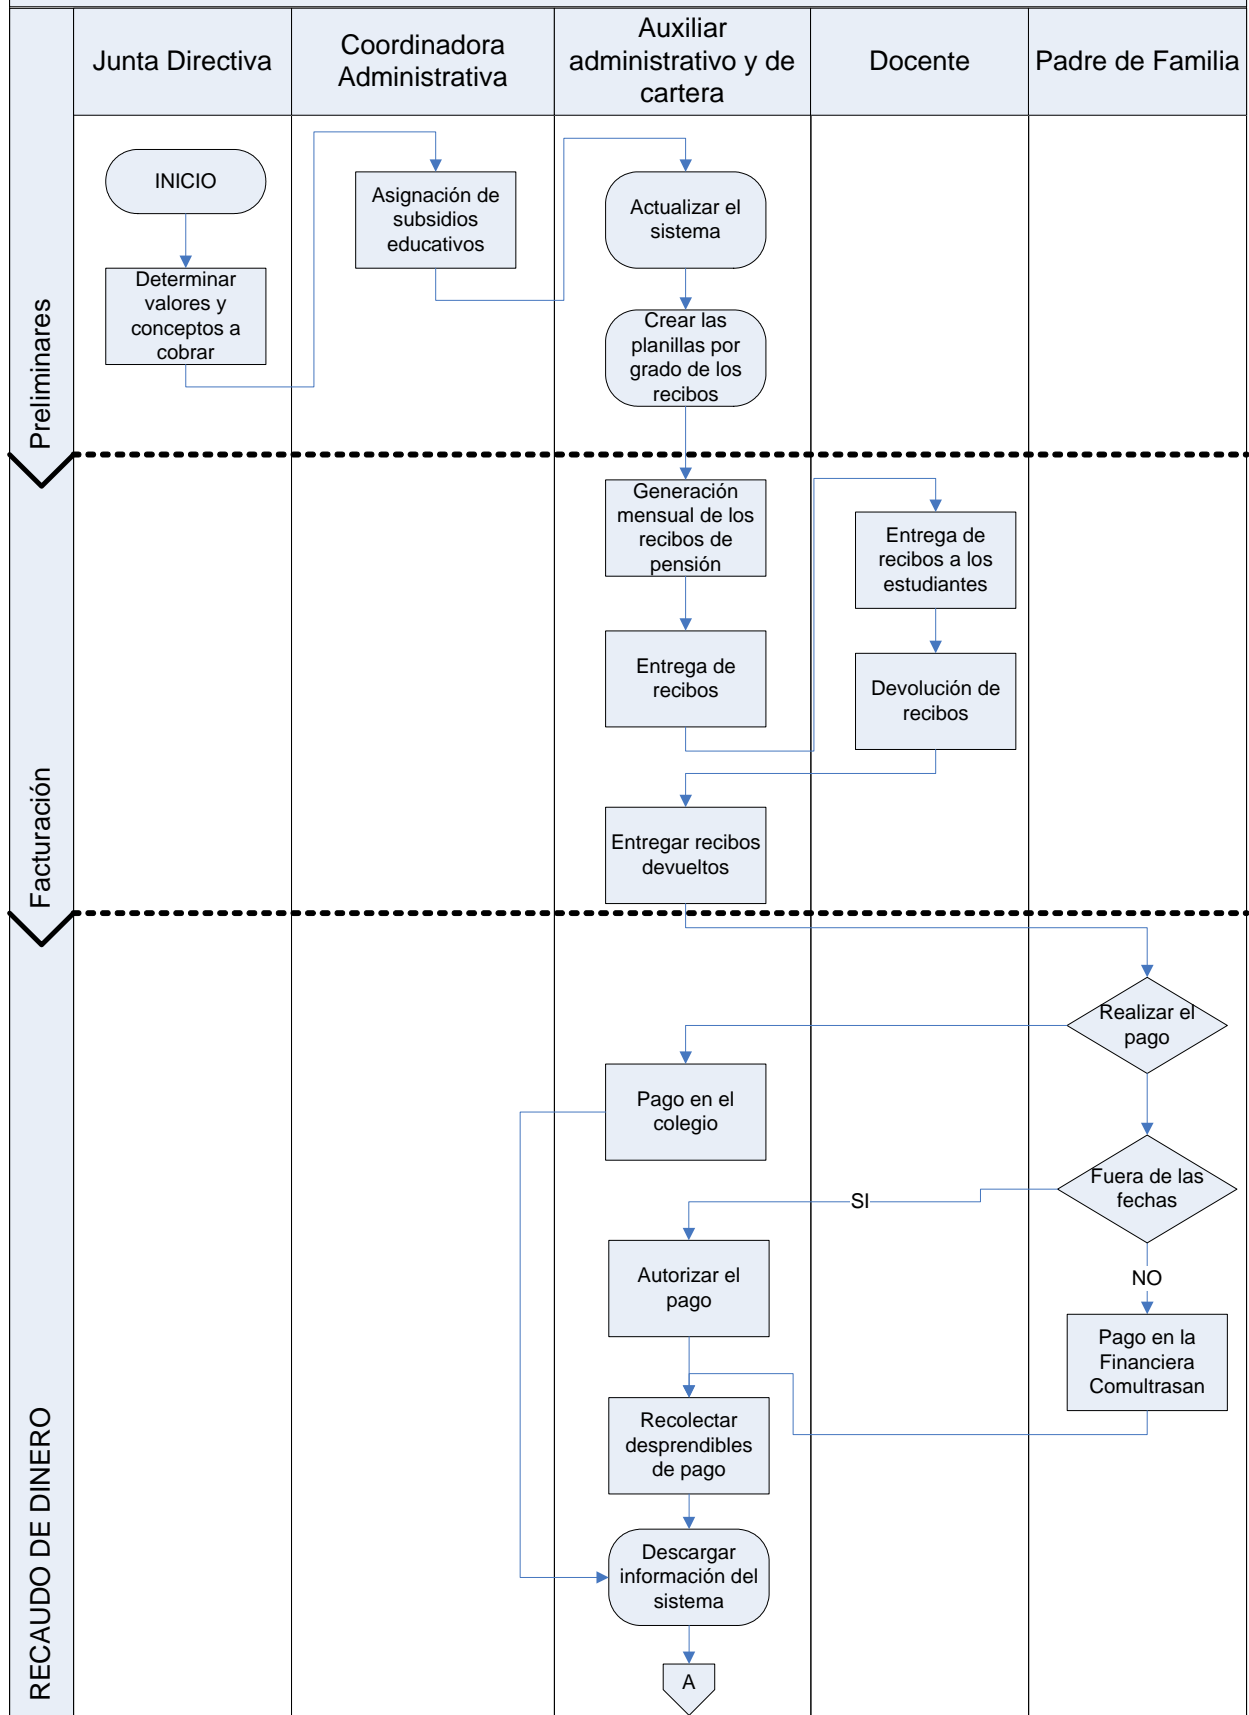 Junta Directiva
Coordinadora
Administrativa
Auxiliar
administrativo y de
cartera
Docente
Padre de Familia
Preliminares
INICIO
Determinar
valores y
conceptos a
cobrar
Asignación de
subsidios
educativos
Actualizar el
sistema
Crear las
planillas por
grado de los
recibos
Facturación
Generación
mensual de los
recibos de
pensión
Entrega de
recibos
Entrega de
recibos a los
estudiantes
Devolución de
recibos
Entregar recibos
devueltos
RECAUDO DE DINERO
Realizar el
pago
Pago en el
colegio
Fuera de las
fechas
SI
Autorizar el
pago
NO
Pago en la
Financiera
Comultrasan
Recolectar
desprendibles
de pago
Descargar
información del
sistema
A